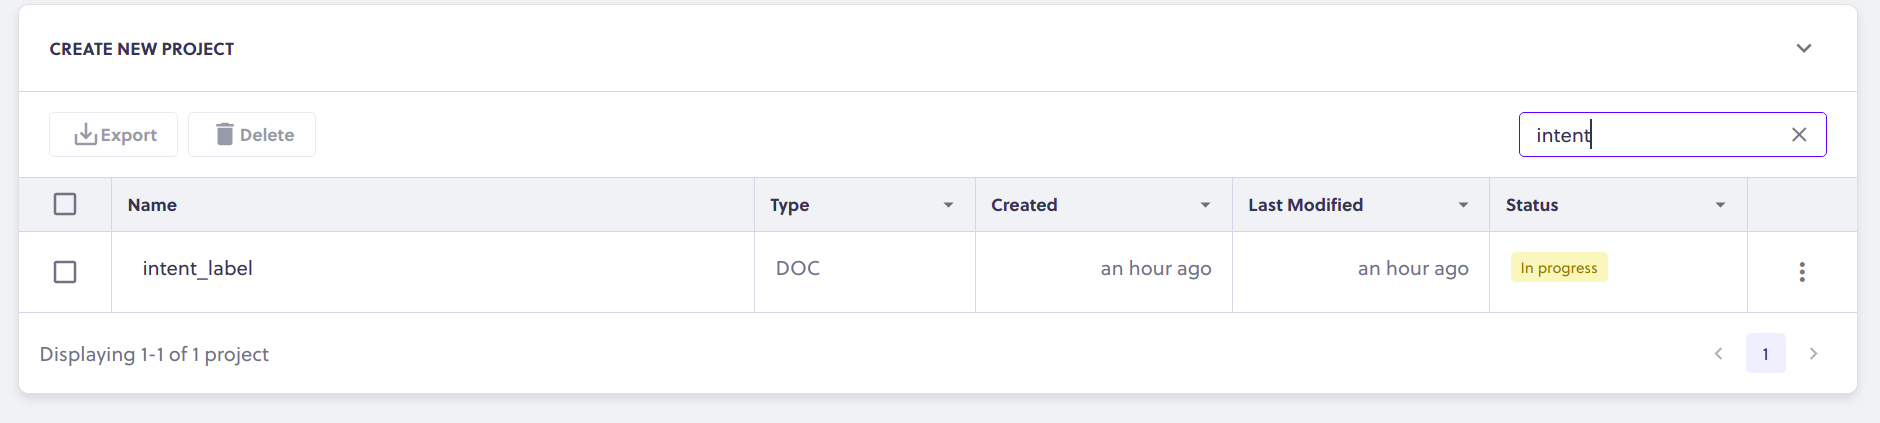 CREATE NEW PROJECT
Export Delete intent
Name Type Created Last Modified Status
intent_label DOC an hour ago an hour ago In progress
Displaying 1-1 of 1 project 1